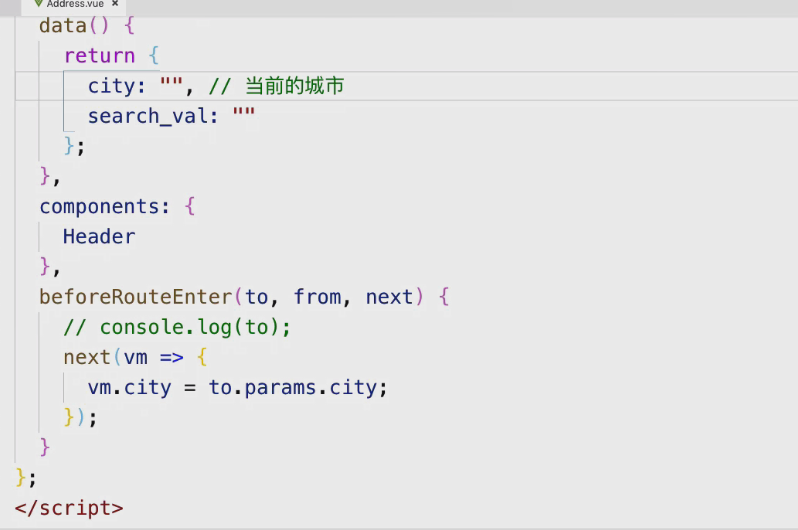 Address.vue ×
data() {
return {
city: "", // 当前的城市
search_val: ""
};
},
components: {
Header
},
beforeRouteEnter(to, from, next) {
// console.log(to);
next(vm => {
vm.city = to.params.city;
});
}
};
</script>